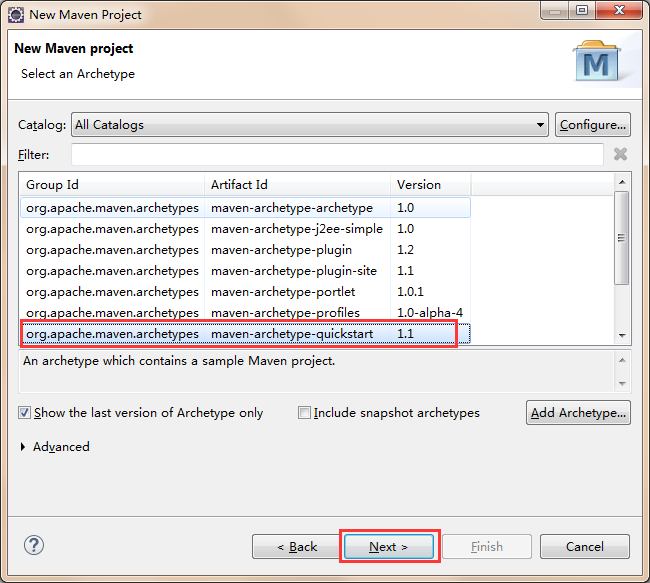 New Maven Project
New Maven project
Select an Archetype
M
Catalog: All Catalogs Configure...
Filter:
Group Id Artifact Id Version
org.apache.maven.archetypes maven-archetype-archetype 1.0
org.apache.maven.archetypes maven-archetype-j2ee-simple 1.0
org.apache.maven.archetypes maven-archetype-plugin 1.2
org.apache.maven.archetypes maven-archetype-plugin-site 1.1
org.apache.maven.archetypes maven-archetype-portlet 1.0.1
org.apache.maven.archetypes maven-archetype-profiles 1.0-alpha-4
org.apache.maven.archetypes maven-archetype-quickstart 1.1
An archetype which contains a sample Maven project.
Show the last version of Archetype only Include snapshot archetypes Add Archetype...
Advanced
? < Back Next > Finish Cancel